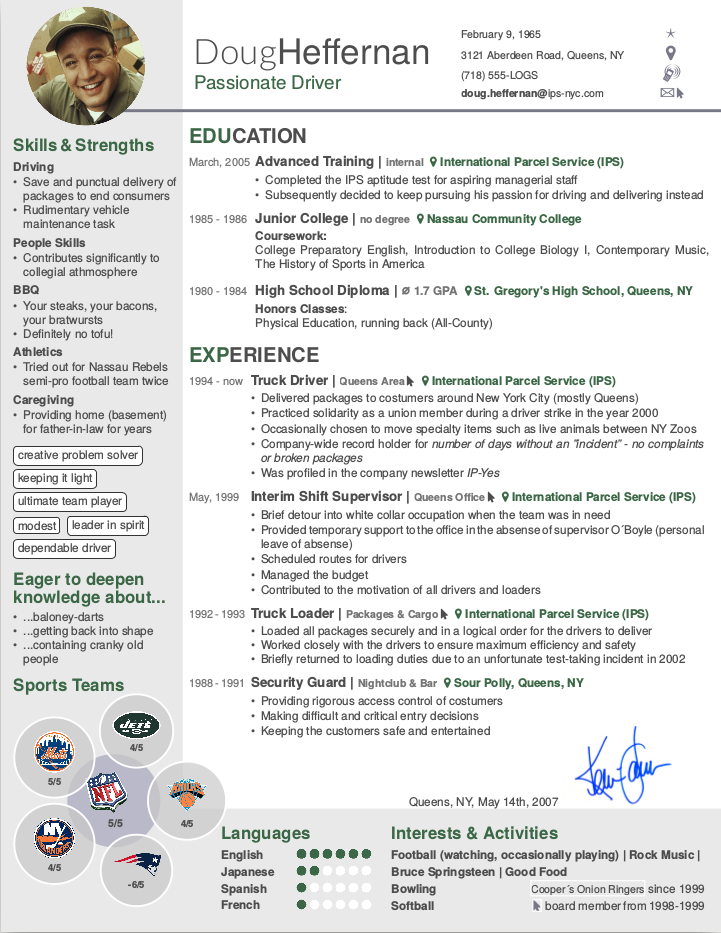 DougHeffernan
Passionate Driver
February 9, 1965
3121 Aberdeen Road, Queens, NY
(718) 555-LOGS
doug.heffernan@ips-nyc.com
Skills & Strengths
Driving
• Save and punctual delivery of
packages to end consumers
• Rudimentary vehicle
maintenance task
People Skills
• Contributes significantly to
collegial athmosphere
BBQ
• Your steaks, your bacons,
your bratwursts
• Definitely no tofu!
Athletics
• Tried out for Nassau Rebels
semi-pro football team twice
Caregiving
• Providing home (basement)
for father-in-law for years
creative problem solver
keeping it light
ultimate team player
modest leader in spirit
dependable driver
Eager to deepen
knowledge about...
• ...baloney-darts
• ...getting back into shape
• ...containing cranky old
people
Sports Teams
JETS
4/5
Mets
5/5
NFL
5/5
4/5
NY
4/5
-6/5
EDUCATION
March, 2005 Advanced Training | internal International Parcel Service (IPS)
• Completed the IPS aptitude test for aspiring managerial staff
• Subsequently decided to keep pursuing his passion for driving and delivering instead
1985 - 1986 Junior College | no degree Nassau Community College
Coursework:
College Preparatory English, Introduction to College Biology I, Contemporary Music,
The History of Sports in America
1980 - 1984 High School Diploma | Ø 1.7 GPA St. Gregory's High School, Queens, NY
Honors Classes:
Physical Education, running back (All-County)
EXPERIENCE
1994 - now Truck Driver | Queens Area International Parcel Service (IPS)
• Delivered packages to costumers around New York City (mostly Queens)
• Practiced solidarity as a union member during a driver strike in the year 2000
• Occasionally chosen to move specialty items such as live animals between NY Zoos
• Company-wide record holder for number of days without an "incident" - no complaints
or broken packages
• Was profiled in the company newsletter IP-Yes
May, 1999 Interim Shift Supervisor | Queens Office International Parcel Service (IPS)
• Brief detour into white collar occupation when the team was in need
• Provided temporary support to the office in the absense of supervisor O´Boyle (personal
leave of absense)
• Scheduled routes for drivers
• Managed the budget
• Contributed to the motivation of all drivers and loaders
1992 - 1993 Truck Loader | Packages & Cargo International Parcel Service (IPS)
• Loaded all packages securely and in a logical order for the drivers to deliver
• Worked closely with the drivers to ensure maximum efficiency and safety
• Briefly returned to loading duties due to an unfortunate test-taking incident in 2002
1988 - 1991 Security Guard | Nightclub & Bar Sour Polly, Queens, NY
• Providing rigorous access control of costumers
• Making difficult and critical entry decisions
• Keeping the customers safe and entertained
Queens, NY, May 14th, 2007
Languages
English
Japanese
Spanish
French
Interests & Activities
Football (watching, occasionally playing) | Rock Music |
Bruce Springsteen | Good Food
Bowling Cooper´s Onion Ringers since 1999
Softball board member from 1998-1999